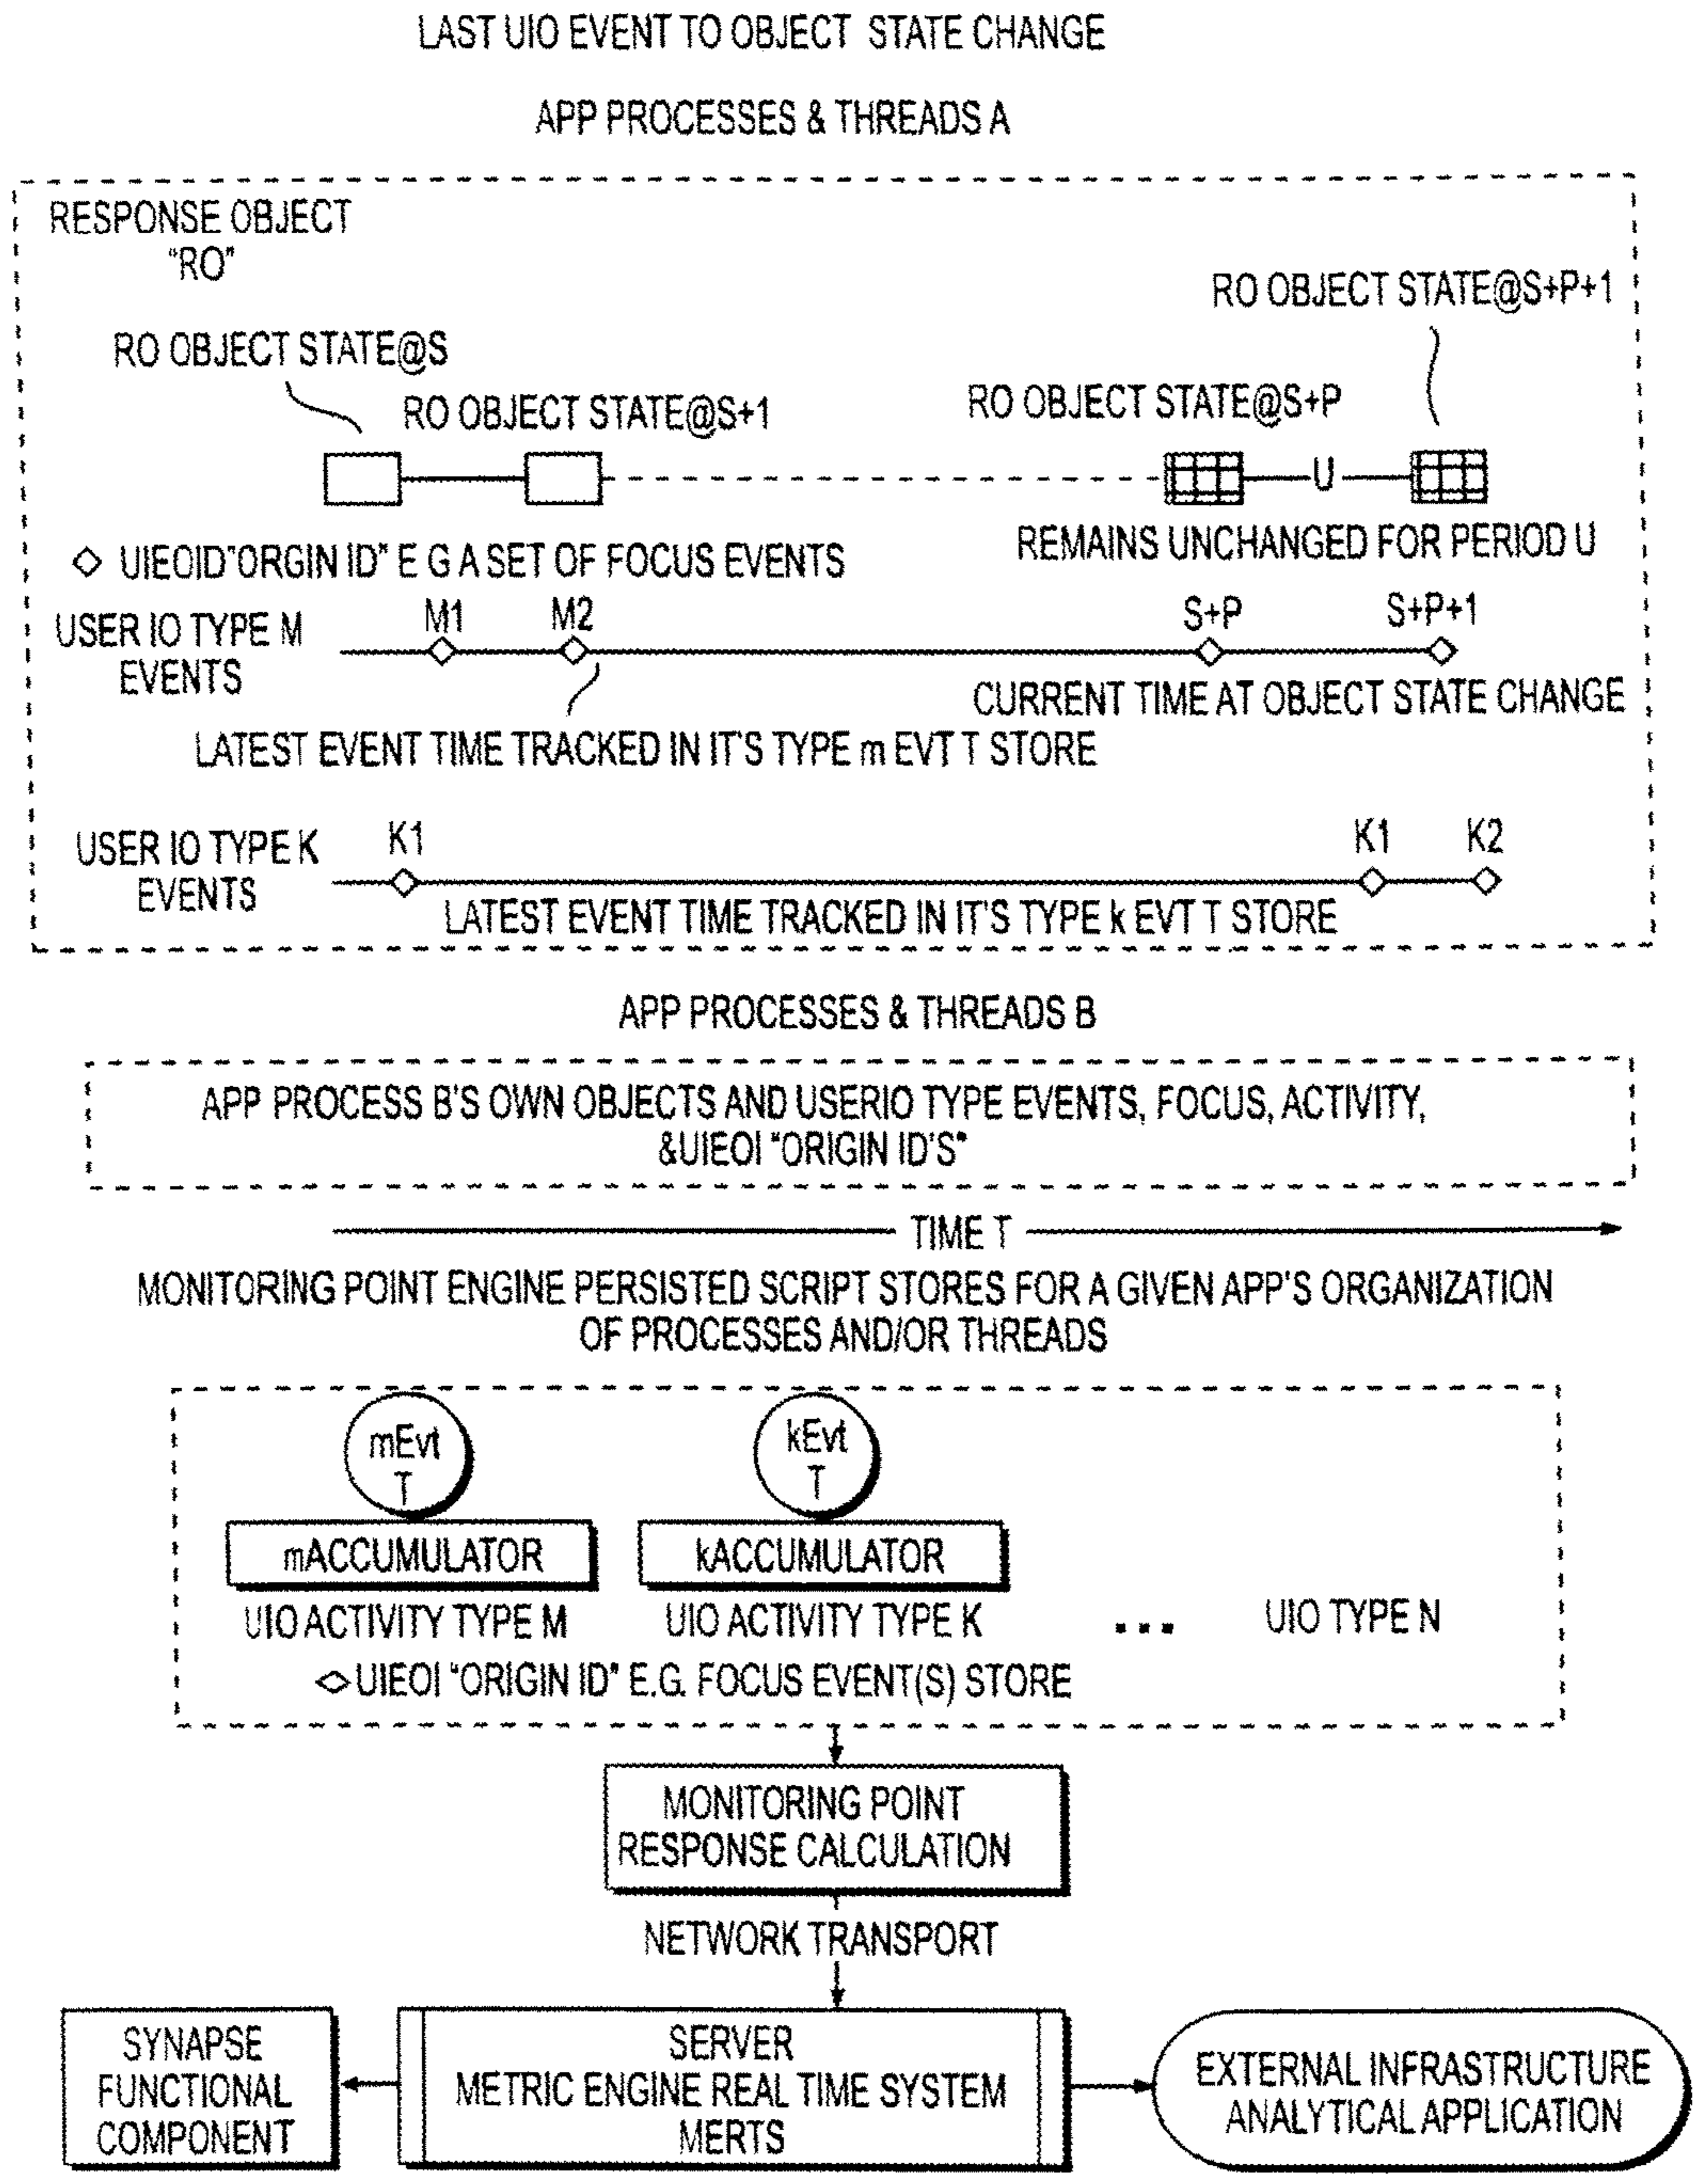 LAST UIO EVENT TO OBJECT STATE CHANGE
APP PROCESSES & THREADS A
RESPONSE OBJECT
"RO"
RO OBJECT STATE@S+P+1
RO OBJECT STATE@S
RO OBJECT STATE@S+1
RO OBJECT STATE@S+P
U
REMAINS UNCHANGED FOR PERIOD U
UIEOID"ORGIN ID" E G A SET OF FOCUS EVENTS
USER IO TYPE M
EVENTS
M1
M2
S+P
S+P+1
CURRENT TIME AT OBJECT STATE CHANGE
LATEST EVENT TIME TRACKED IN IT'S TYPE m EVT T STORE
USER IO TYPE K
EVENTS
K1
K1
K2
LATEST EVENT TIME TRACKED IN IT'S TYPE k EVT T STORE
APP PROCESSES & THREADS B
APP PROCESS B'S OWN OBJECTS AND USERIO TYPE EVENTS, FOCUS, ACTIVITY,
&UIEOI "ORIGIN ID'S"
TIME T
MONITORING POINT ENGINE PERSISTED SCRIPT STORES FOR A GIVEN APP'S ORGANIZATION
OF PROCESSES AND/OR THREADS
mEvt
T
kEvt
T
mACCUMULATOR
kACCUMULATOR
UIO ACTIVITY TYPE M
UIO ACTIVITY TYPE K
...
UIO TYPE N
UIEOI "ORIGIN ID" E.G. FOCUS EVENT(S) STORE
MONITORING POINT
RESPONSE CALCULATION
NETWORK TRANSPORT
SYNAPSE
FUNCTIONAL
COMPONENT
SERVER
METRIC ENGINE REAL TIME SYSTEM
MERTS
EXTERNAL INFRASTRUCTURE
ANALYTICAL APPLICATION